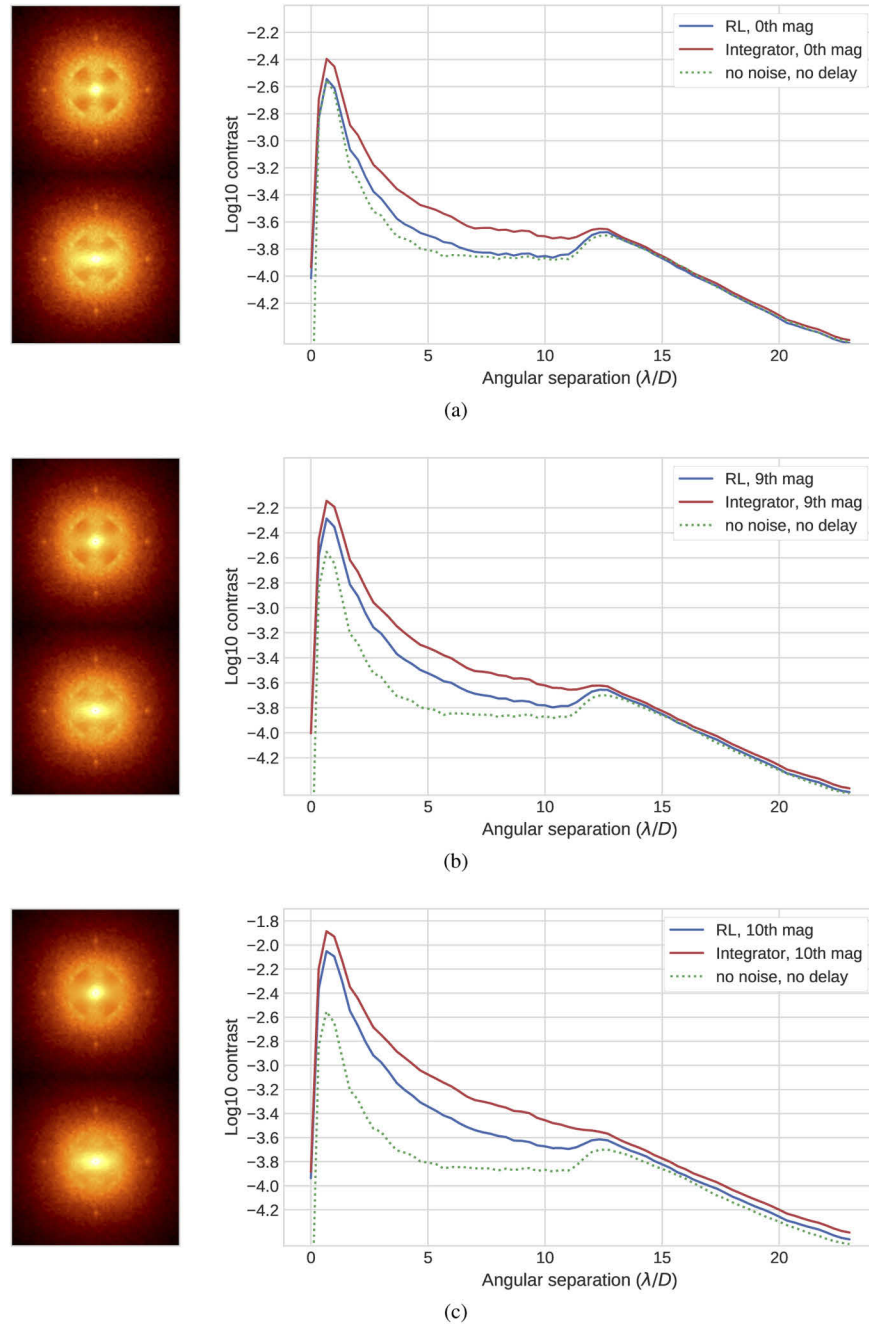 −2.2
−2.4
−2.6
−2.8
−3.0
−3.2
−3.4
−3.6
−3.8
−4.0
−4.2
Log10 contrast
RL, 0th mag
Integrator, 0th mag
no noise, no delay
0 5 10 15 20
Angular separation (λ/D)
(a)
−2.2
−2.4
−2.6
−2.8
−3.0
−3.2
−3.4
−3.6
−3.8
−4.0
−4.2
Log10 contrast
RL, 9th mag
Integrator, 9th mag
no noise, no delay
0 5 10 15 20
Angular separation (λ/D)
(b)
−1.8
−2.0
−2.2
−2.4
−2.6
−2.8
−3.0
−3.2
−3.4
−3.6
−3.8
−4.0
−4.2
Log10 contrast
RL, 10th mag
Integrator, 10th mag
no noise, no delay
0 5 10 15 20
Angular separation (λ/D)
(c)